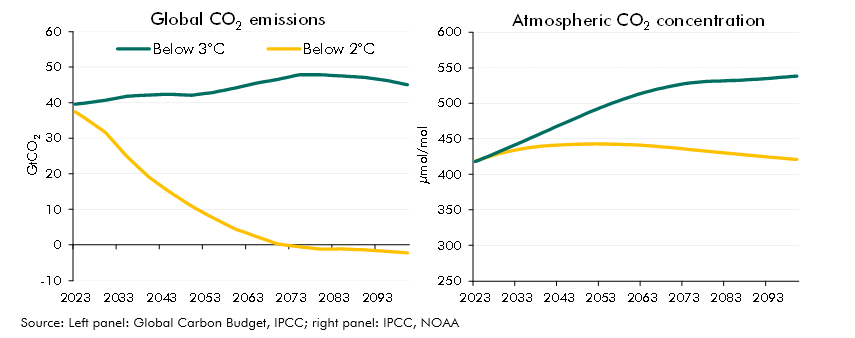 Global CO₂ emissions
GtCO₂
60
50
40
30
20
10
0
-10
Below 3°C
Below 2°C
2023 2033 2043 2053 2063 2073 2083 2093
Atmospheric CO₂ concentration
µmol/mol
600
550
500
450
400
350
300
250
2023 2033 2043 2053 2063 2073 2083 2093
Source: Left panel: Global Carbon Budget, IPCC; right panel: IPCC, NOAA